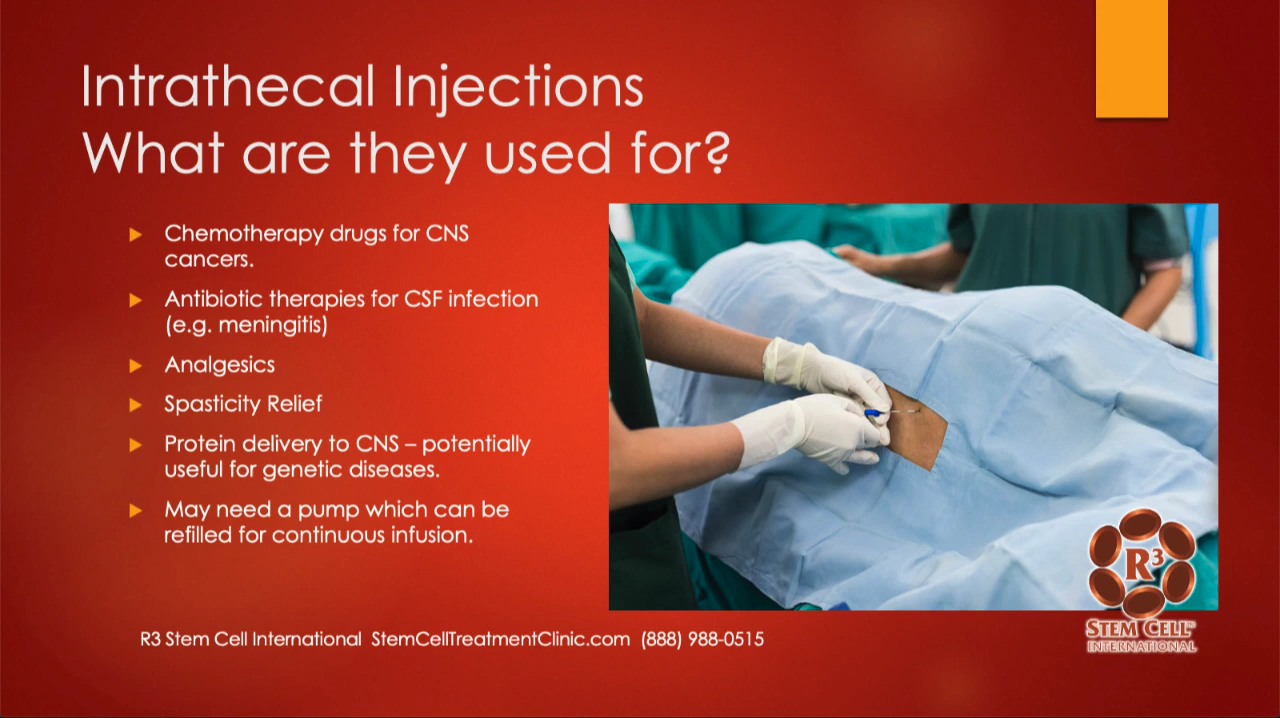 Intrathecal Injections
What are they used for?
Chemotherapy drugs for CNS
cancers.
Antibiotic therapies for CSF infection
(e.g. meningitis)
Analgesics
Spasticity Relief
Protein delivery to CNS – potentially
useful for genetic diseases.
May need a pump which can be
refilled for continuous infusion.
R3 Stem Cell International  StemCellTreatmentClinic.com  (888) 988-0515
R³
STEM CELL™
INTERNATIONAL